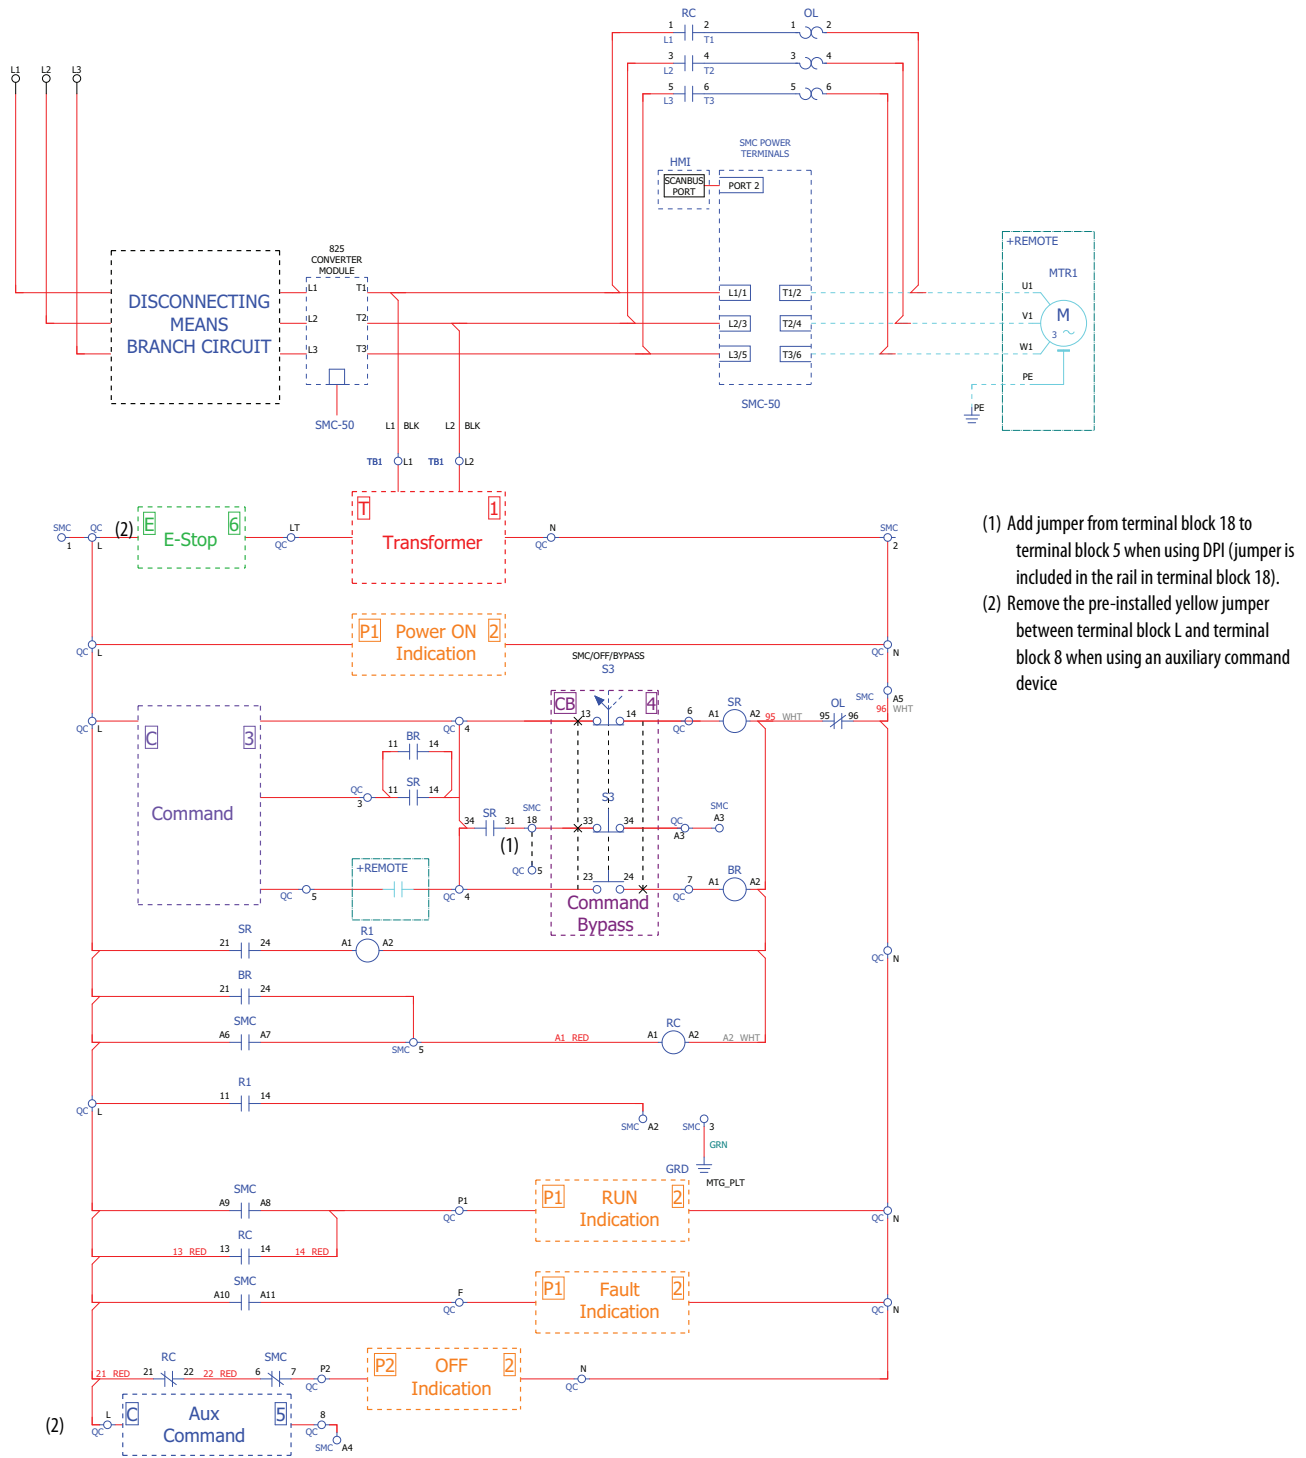 RC OL
1 2 1 2
L1 T1
3 4 3 4
L2 T2
5 6 5 6
L3 T3
L1 L2 L3
SMC POWER
TERMINALS
HMI
SCANBUS
PORT
PORT 2
+REMOTE
MTR1
825
CONVERTER
MODULE
DISCONNECTING
MEANS
BRANCH CIRCUIT
L1 T1
L2 T2
L3 T3
L1/1 T1/2
L2/3 T2/4
L3/5 T3/6
U1
V1
W1
PE
M
3
PE
SMC-50
SMC-50
L1 BLK L2 BLK
TB1 L1 TB1 L2
SMC
1
QC
L
(2)
E 6
E-Stop
LT
QC
T 1
Transformer
N
QC
SMC
2
(1) Add jumper from terminal block 18 to
terminal block 5 when using DPI (jumper is
included in the rail in terminal block 18).
(2) Remove the pre-installed yellow jumper
between terminal block L and terminal
block 8 when using an auxiliary command
device
QC L
P1 Power ON 2
Indication
QC N
SMC/OFF/BYPASS
S3
SMC A5
96 WHT
QC L
C 3
Command
QC 4
CB 4
13 14
6
QC
SR
A1 A2
95 WHT
OL
95 96
BR
11 14
SR
11 14
QC
3
SR
34 31
(1)
SMC
18
QC 5
S3
33 34
QC
A3
SMC
A3
+REMOTE
QC 5
QC 4
23 24
7
QC
BR
A1 A2
Command
Bypass
SR
21 24
R1
A1 A2
QC N
BR
21 24
SMC
A6 A7
SMC 5
A1 RED
RC
A1 A2
A2 WHT
R1
11 14
QC L
SMC A2
SMC 3
GRN
GRD
MTG_PLT
SMC
A9 A8
P1
QC
P1 RUN 2
Indication
QC N
RC
13 RED 13 14 14 RED
SMC
A10 A11
F
QC
P1 Fault 2
Indication
QC N
RC SMC
21 RED 21 22 22 RED 6 7
P2
QC
P2 OFF 2
Indication
N
QC
(2)
L
QC
C 5
Aux
Command
8
QC
SMC A4